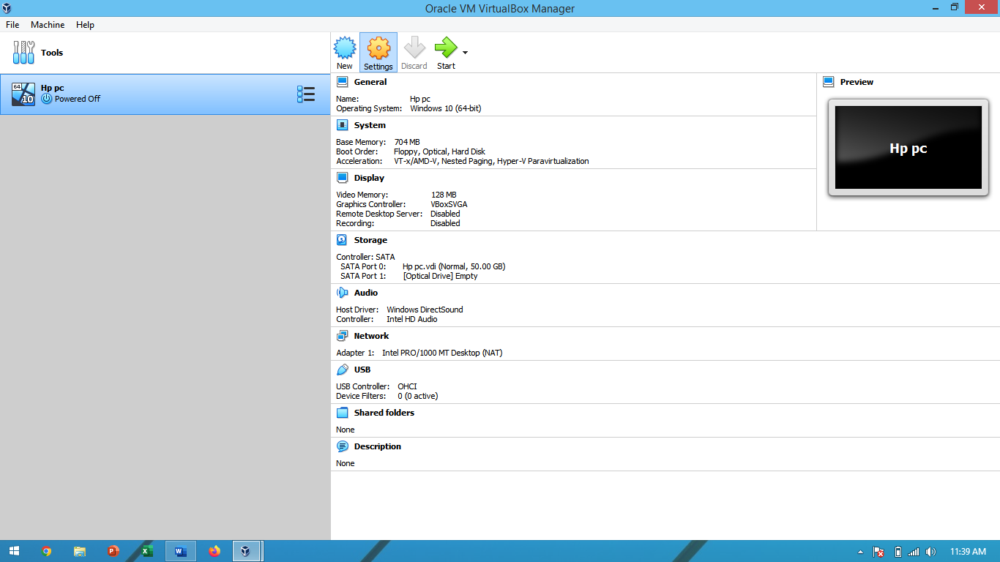 Oracle VM VirtualBox Manager
File Machine Help
Tools
New Settings Discard Start
64
10
Hp pc
Powered Off
General
Name: Hp pc
Operating System: Windows 10 (64-bit)
System
Base Memory: 704 MB
Boot Order: Floppy, Optical, Hard Disk
Acceleration: VT-x/AMD-V, Nested Paging, Hyper-V Paravirtualization
Display
Video Memory: 128 MB
Graphics Controller: VBoxSVGA
Remote Desktop Server: Disabled
Recording: Disabled
Preview
Hp pc
Storage
Controller: SATA
SATA Port 0: Hp pc.vdi (Normal, 50.00 GB)
SATA Port 1: [Optical Drive] Empty
Audio
Host Driver: Windows DirectSound
Controller: Intel HD Audio
Network
Adapter 1: Intel PRO/1000 MT Desktop (NAT)
USB
USB Controller: OHCI
Device Filters: 0 (0 active)
Shared folders
None
Description
None
11:39 AM